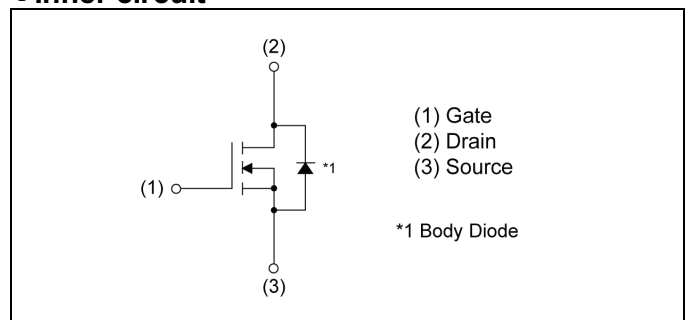 Inner circuit
(2)
(1) Gate
(2) Drain
(3) Source
*1
(1)
*1 Body Diode
(3)